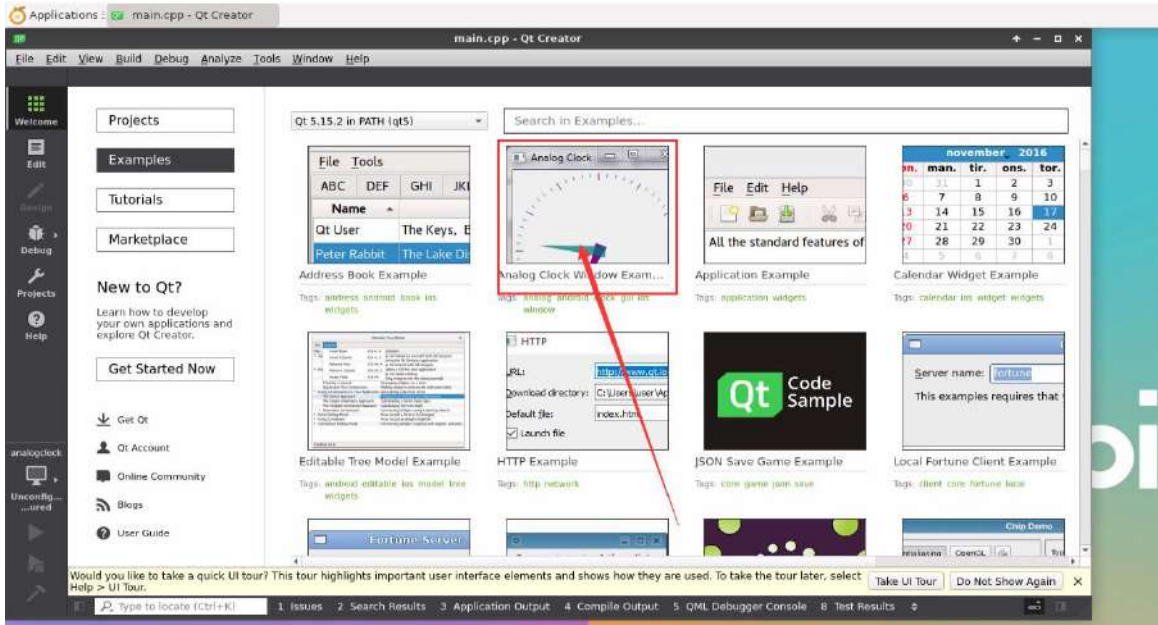 Applications
main.cpp - Qt Creator
main.cpp - Qt Creator
File Edit View Build Debug Analyze Tools Window Help
Welcome
Edit
Design
Debug
Projects
Help
analogclock
Unconfig...
...ured
Projects
Examples
Tutorials
Marketplace
New to Qt?
Learn how to develop
your own applications and
explore Qt Creator.
Get Started Now
Get Qt
Qt Account
Online Community
Blogs
User Guide
Qt 5.15.2 in PATH (qt5)
Search in Examples...
File Tools
ABC DEF GHI JKL
Name
Qt User The Keys, E
Peter Rabbit The Lake Di
Address Book Example
Tags: address android book ios
widgets
Analog Clock
Analog Clock Window Exam...
Tags: analog android clock gui ios
window
File Edit Help
All the standard features of
Application Example
Tags: application widgets
november 2016
man. tir. ons. tor.
31 1 2 3
7 8 9 10
14 15 16 17
21 22 23 24
28 29 30 1
Calendar Widget Example
Tags: calendar ios widget widgets
Editable Tree Model Example
Tags: android editable ios model tree
widgets
HTTP
URL: http://www.qt.io
Download directory: C:\Users\user\Ap
Default file: index.html
Launch file
HTTP Example
Tags: http network
Qt Code
Sample
JSON Save Game Example
Tags: core game json save
Server name: fortune
This examples requires that
Local Fortune Client Example
Tags: client core fortune local
Fortune Server
Chip Demo
OpenGL
Would you like to take a quick UI tour? This tour highlights important user interface elements and shows how they are used. To take the tour later, select
Help > UI Tour.
Take UI Tour
Do Not Show Again
Type to locate (Ctrl+K)
1 Issues 2 Search Results 3 Application Output 4 Compile Output 5 QML Debugger Console 8 Test Results